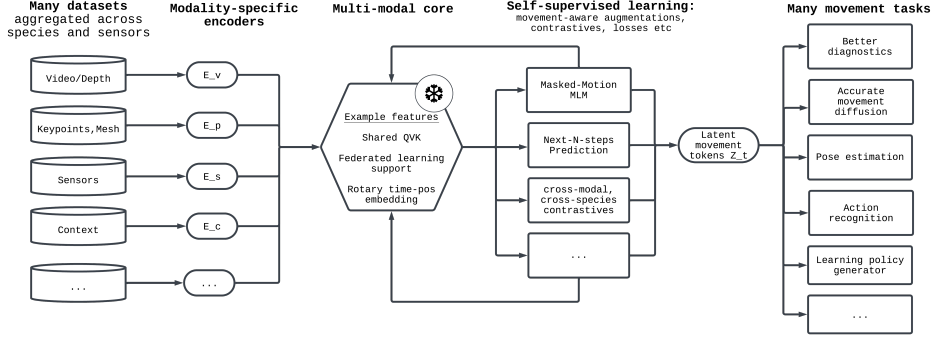 Many datasets
aggregated across
species and sensors
Video/Depth
Keypoints,Mesh
Sensors
Context
...
Modality-specific
encoders
E_v
E_p
E_s
E_c
...
Multi-modal core
Example features
Shared QVK
Federated learning
support
Rotary time-pos
embedding
Self-supervised learning:
movement-aware augmentations,
contrastives, losses etc
Masked-Motion
MLM
Next-N-steps
Prediction
cross-modal,
cross-species
contrastives
...
Latent
movement
tokens Z_t
Many movement tasks
Better
diagnostics
Accurate
movement
diffusion
Pose estimation
Action
recognition
Learning policy
generator
...